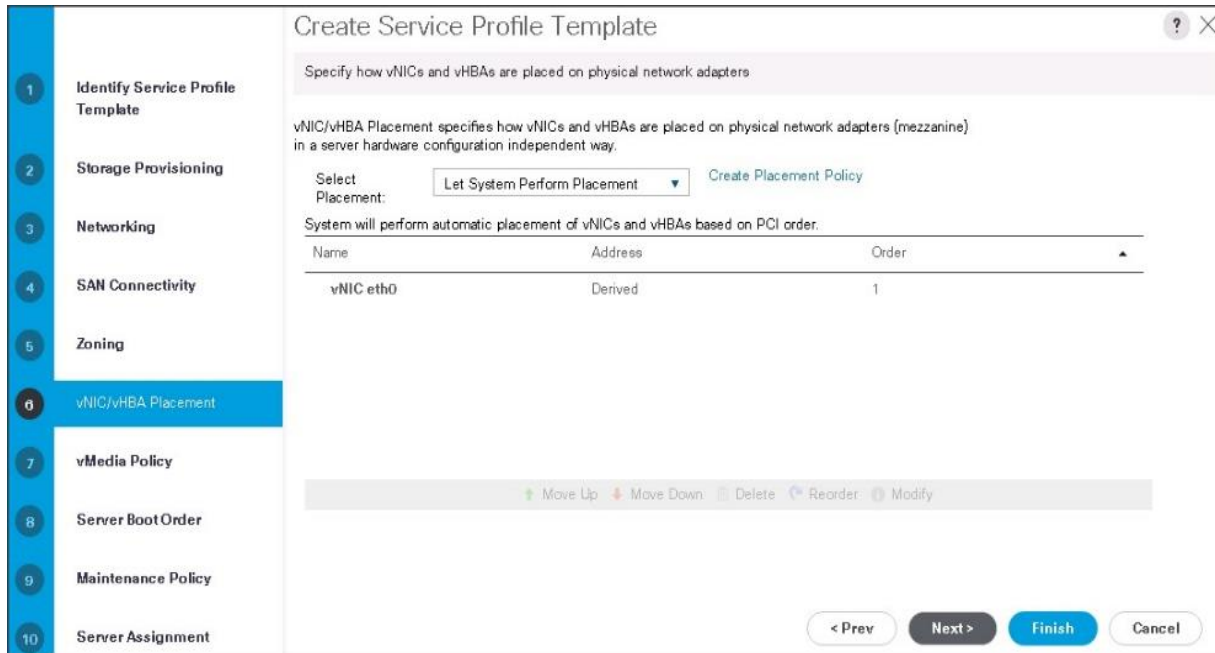 Create Service Profile Template
?
Specify how vNICs and vHBAs are placed on physical network adapters
1
Identify Service Profile
Template
2
Storage Provisioning
3
Networking
4
SAN Connectivity
5
Zoning
6
vNIC/vHBA Placement
7
vMedia Policy
8
Server Boot Order
9
Maintenance Policy
10
Server Assignment
vNIC/vHBA Placement specifies how vNICs and vHBAs are placed on physical network adapters (mezzanine)
in a server hardware configuration independent way.
Select
Placement:
Let System Perform Placement
Create Placement Policy
System will perform automatic placement of vNICs and vHBAs based on PCI order.
Name Address Order
vNIC eth0 Derived 1
Move Up Move Down Delete Reorder Modify
< Prev Next > Finish Cancel